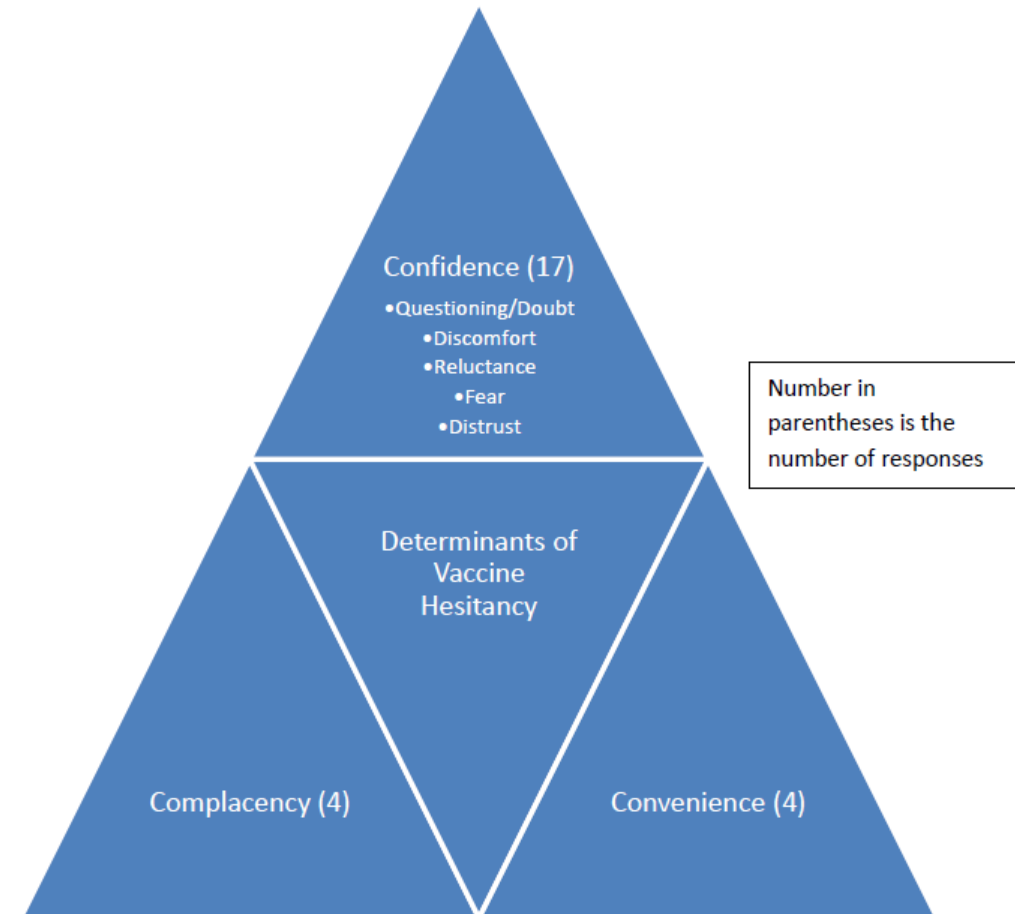 Confidence (17)
•Questioning/Doubt
•Discomfort
•Reluctance
•Fear
•Distrust
Number in
parentheses is the
number of responses
Determinants of
Vaccine
Hesitancy
Complacency (4)
Convenience (4)